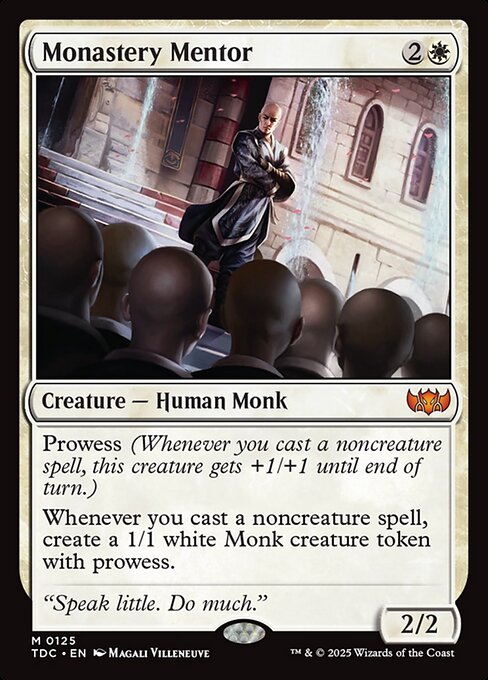 Monastery Mentor 2
Creature — Human Monk
Prowess (Whenever you cast a noncreature
spell, this creature gets +1/+1 until end of
turn.)
Whenever you cast a noncreature spell,
create a 1/1 white Monk creature token
with prowess.
“Speak little. Do much.”
2/2
M 0125
TDC • EN Magali Villeneuve
™ & © 2025 Wizards of the Coast